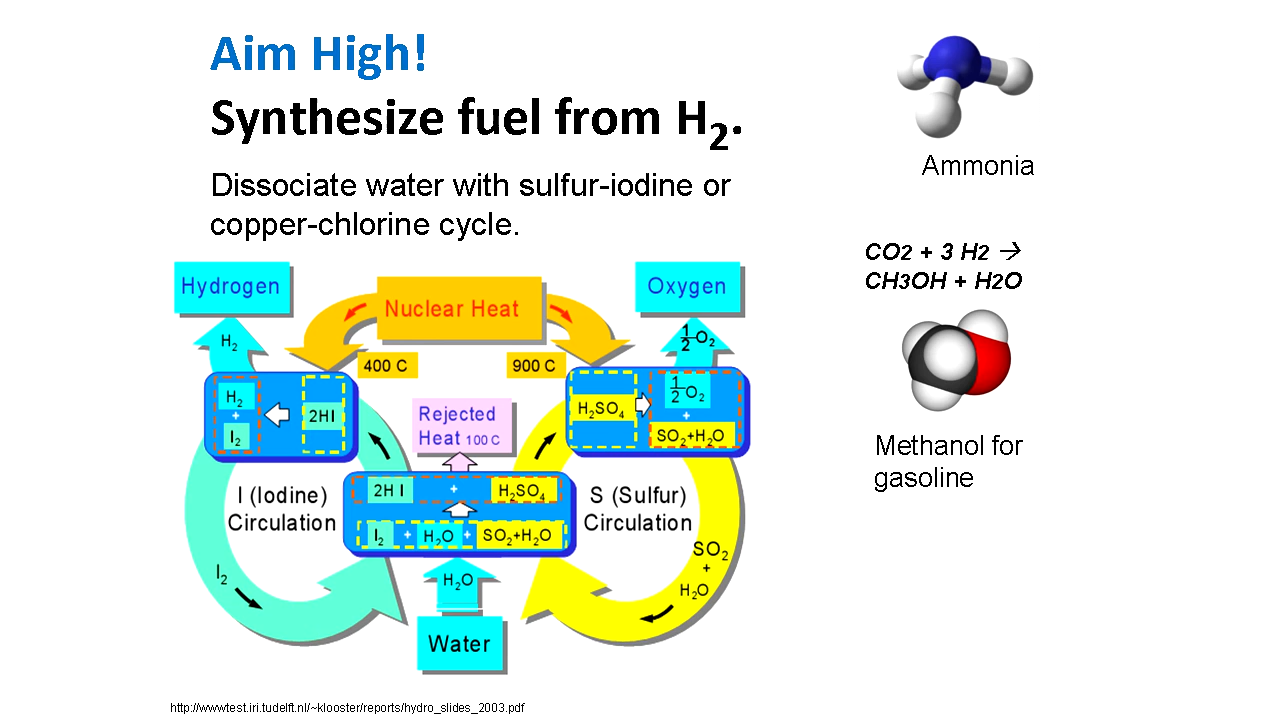 Aim High!
Synthesize fuel from H₂.
Dissociate water with sulfur-iodine or
copper-chlorine cycle.
Hydrogen
Nuclear Heat
Oxygen
H₂
½O₂
400 C
900 C
H₂
+
I₂
2HI
H₂SO₄
½O₂
+
SO₂+H₂O
Rejected
Heat 100 C
2H I + H₂SO₄
I₂ + H₂O + SO₂+H₂O
I (Iodine)
Circulation
S (Sulfur)
Circulation
I₂
SO₂
+
H₂O
H₂O
Water
http://wwwtest.iri.tudelft.nl/~klooster/reports/hydro_slides_2003.pdf
Ammonia
CO2 + 3 H2 →
CH3OH + H2O
Methanol for
gasoline